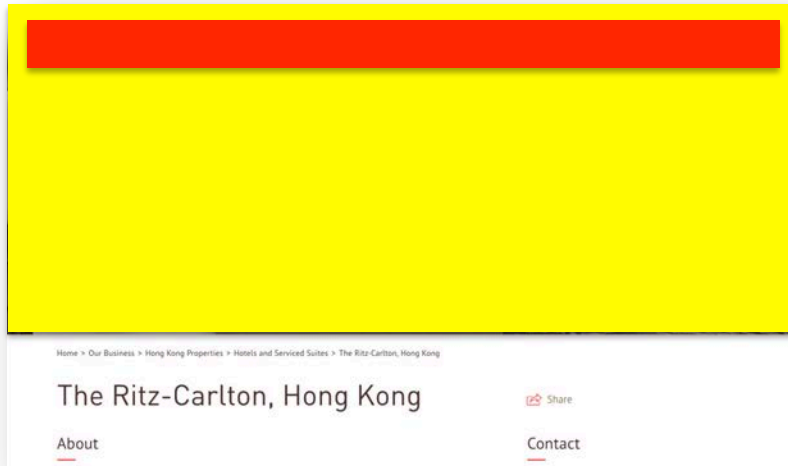 Home > Our Business > Hong Kong Properties > Hotels and Serviced Suites > The Ritz-Carlton, Hong Kong
The Ritz-Carlton, Hong Kong
Share
About
Contact